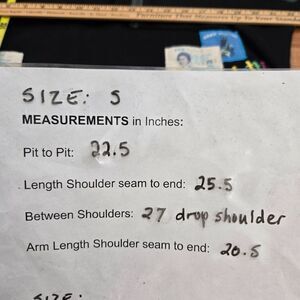 SIZE: S
MEASUREMENTS in Inches:
Pit to Pit: 22.5
Length Shoulder seam to end: 25.5
Between Shoulders: 27 drop shoulder
Arm Length Shoulder seam to end: 20.5
SIZE: